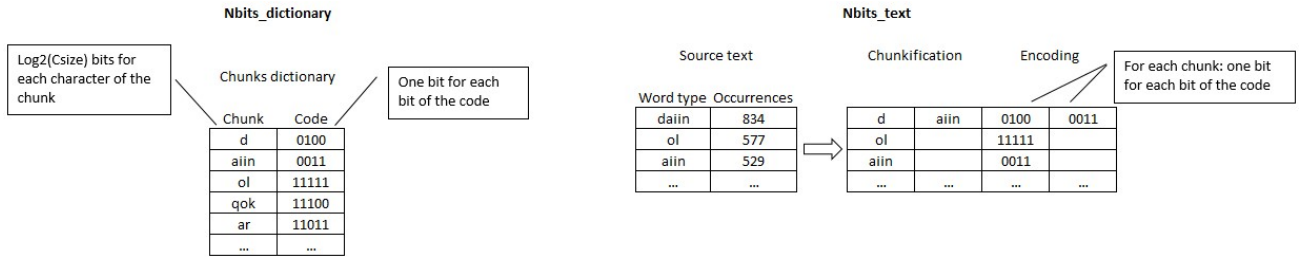 Nbits_dictionary
Log2(Csize) bits for
each character of the
chunk
Chunks dictionary
One bit for each
bit of the code
Chunk Code
d 0100
aiin 0011
ol 11111
qok 11100
ar 11011
... ...
Nbits_text
Source text Chunkification Encoding
For each chunk: one bit
for each bit of the code
Word type Occurrences
daiin 834 d aiin 0100 0011
ol 577 ol 11111
aiin 529 aiin 0011
... ... ... ... ... ...